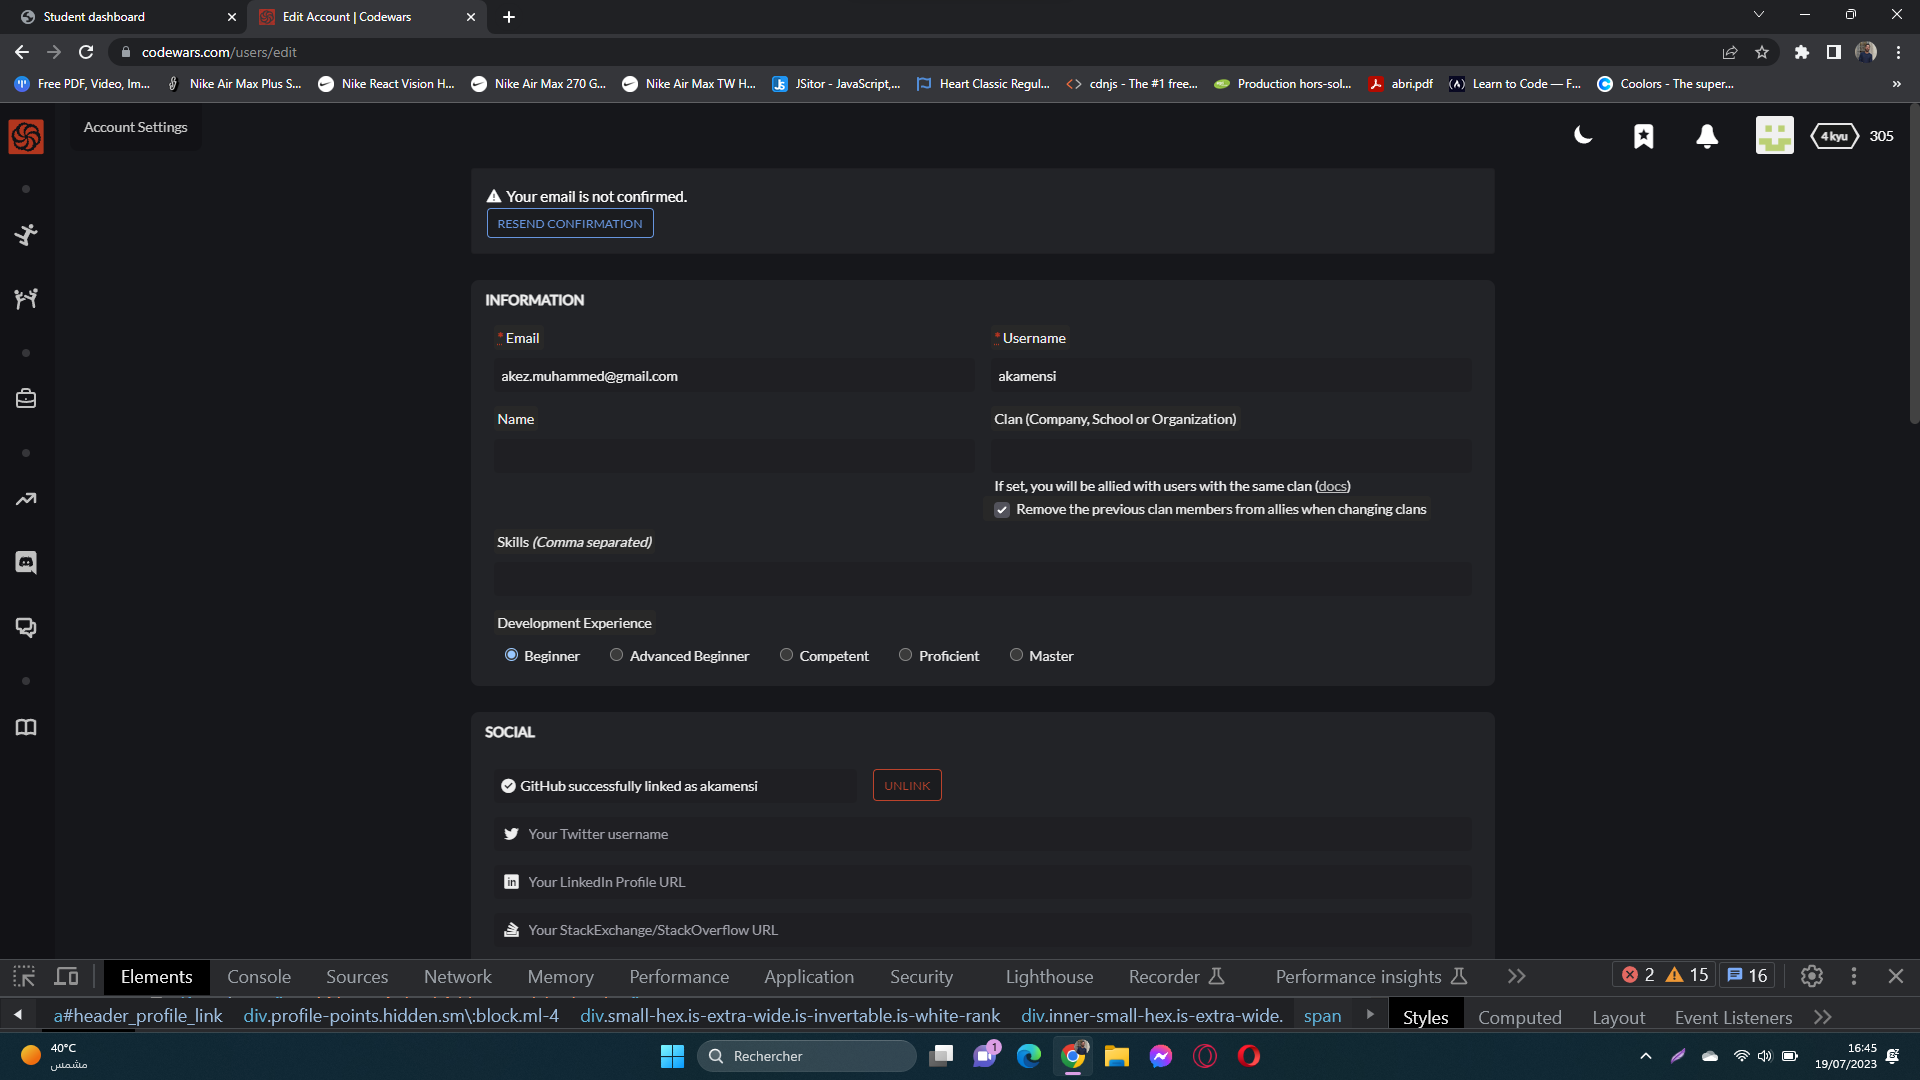 Student dashboard
Edit Account | Codewars
codewars.com/users/edit
Free PDF, Video, Im...
Nike Air Max Plus S...
Nike React Vision H...
Nike Air Max 270 G...
Nike Air Max TW H...
JSitor - JavaScript,...
Heart Classic Regul...
cdnjs - The #1 free...
Production hors-sol...
abri.pdf
Learn to Code — F...
Coolors - The super...
Account Settings
4 kyu
305
Your email is not confirmed.
RESEND CONFIRMATION
INFORMATION
* Email
* Username
akez.muhammed@gmail.com
akamensi
Name
Clan (Company, School or Organization)
If set, you will be allied with users with the same clan (docs)
Remove the previous clan members from allies when changing clans
Skills (Comma separated)
Development Experience
Beginner
Advanced Beginner
Competent
Proficient
Master
SOCIAL
GitHub successfully linked as akamensi
UNLINK
Your Twitter username
Your LinkedIn Profile URL
Your StackExchange/StackOverflow URL
Elements
Console
Sources
Network
Memory
Performance
Application
Security
Lighthouse
Recorder
Performance insights
2
15
16
a#header_profile_link
div.profile-points.hidden.sm\:block.ml-4
div.small-hex.is-extra-wide.is-invertable.is-white-rank
div.inner-small-hex.is-extra-wide.
span
Styles
Computed
Layout
Event Listeners
40°C
مشمس
Rechercher
1
16:45
19/07/2023